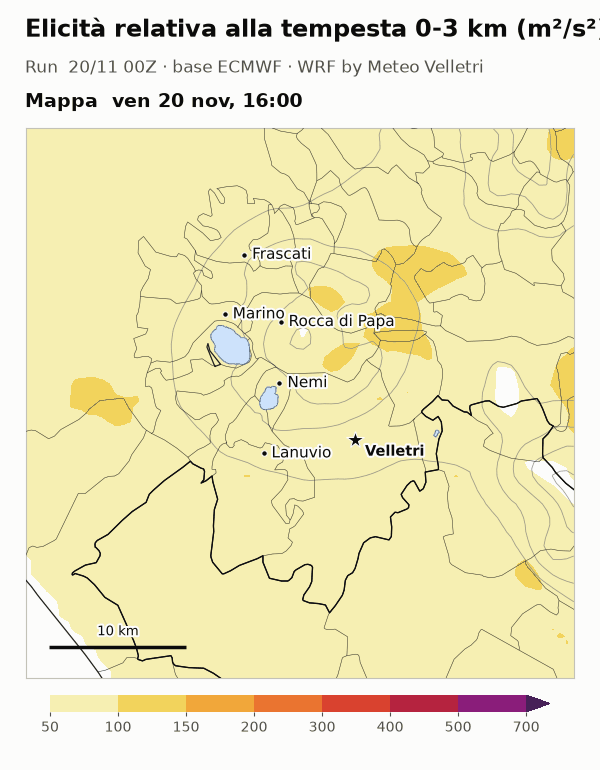 Elicità relativa alla tempesta 0-3 km (m²/s²)
Run  20/11 00Z · base ECMWF · WRF by Meteo Velletri
Mappa  ven 20 nov, 16:00
Frascati
Marino
Rocca di Papa
Nemi
Velletri
Lanuvio
10 km
50 100 150 200 300 400 500 700